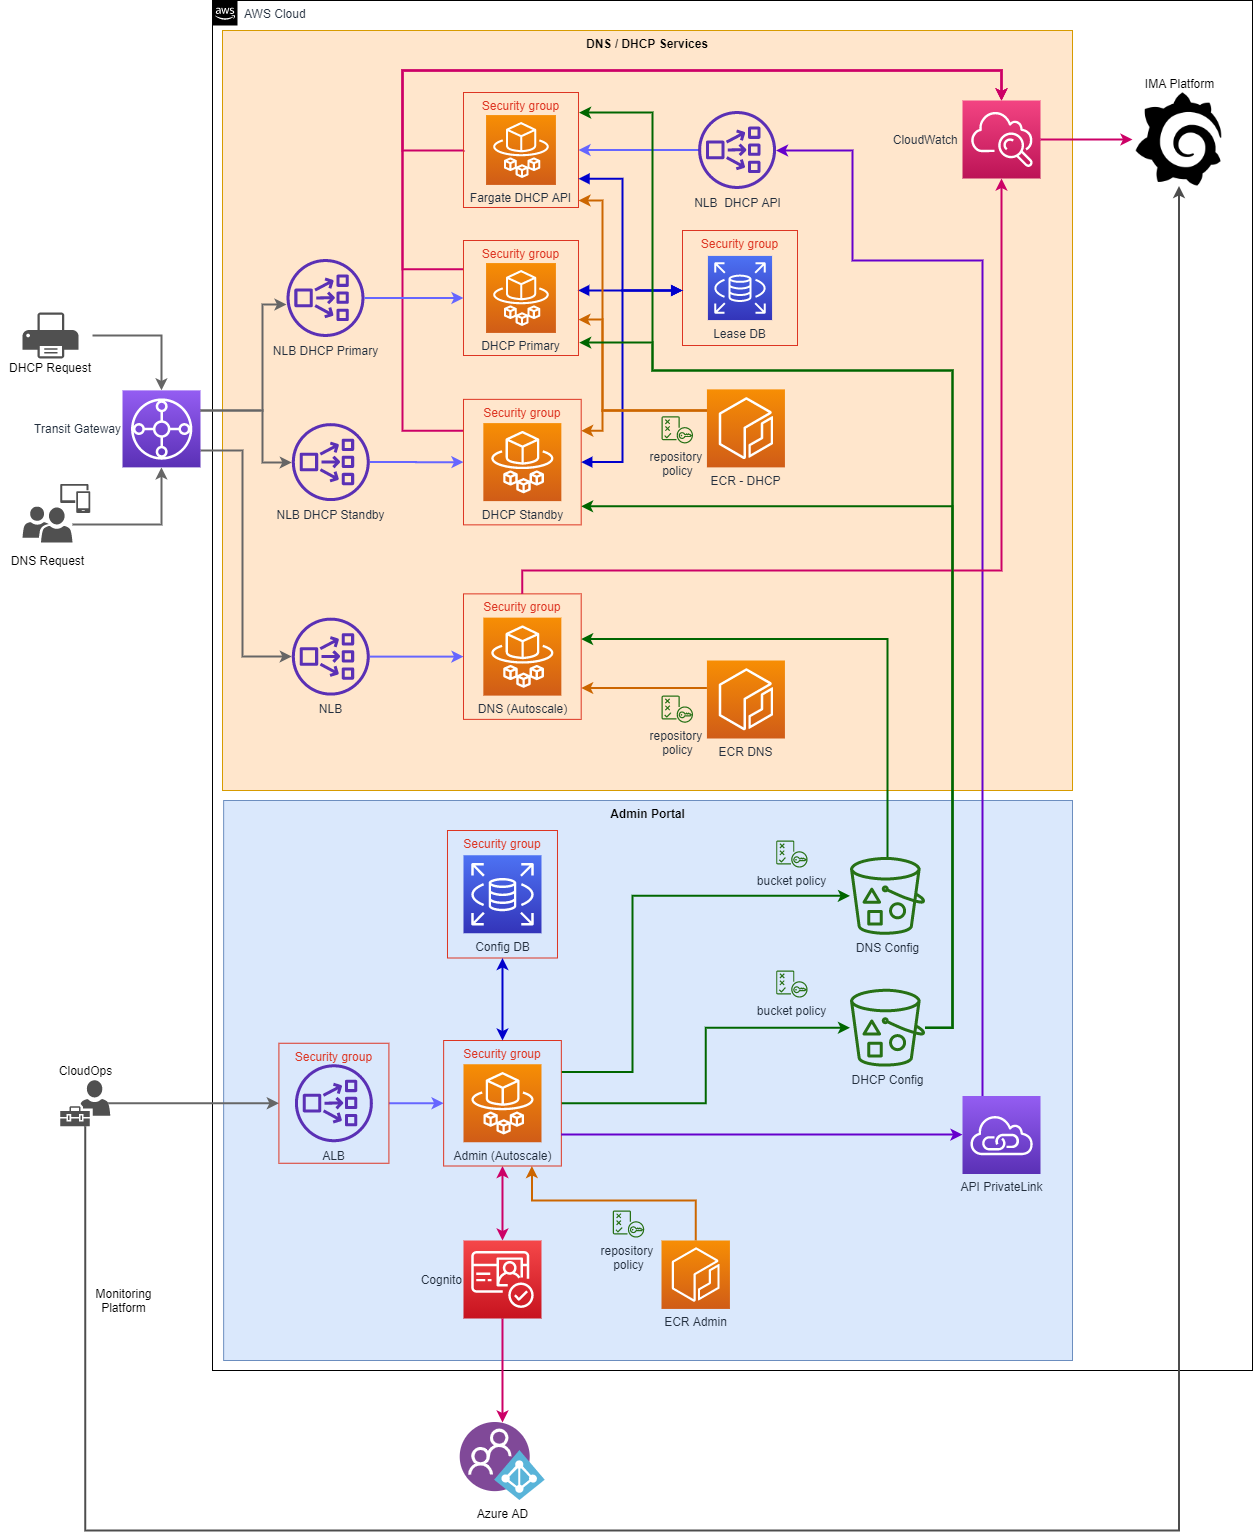 aws
AWS Cloud
DNS / DHCP Services
IMA Platform
Security group
CloudWatch
Fargate DHCP API
NLB  DHCP API
Security group
Security group
DHCP Primary
Lease DB
NLB DHCP Primary
DHCP Request
Security group
Transit Gateway
repository
policy
ECR - DHCP
NLB DHCP Standby
DHCP Standby
DNS Request
Security group
NLB
DNS (Autoscale)
repository
policy
ECR DNS
Admin Portal
Security group
bucket policy
Config DB
DNS Config
bucket policy
Security group
Security group
CloudOps
DHCP Config
ALB
Admin (Autoscale)
API PrivateLink
repository
policy
Cognito
Monitoring
Platform
ECR Admin
Azure AD